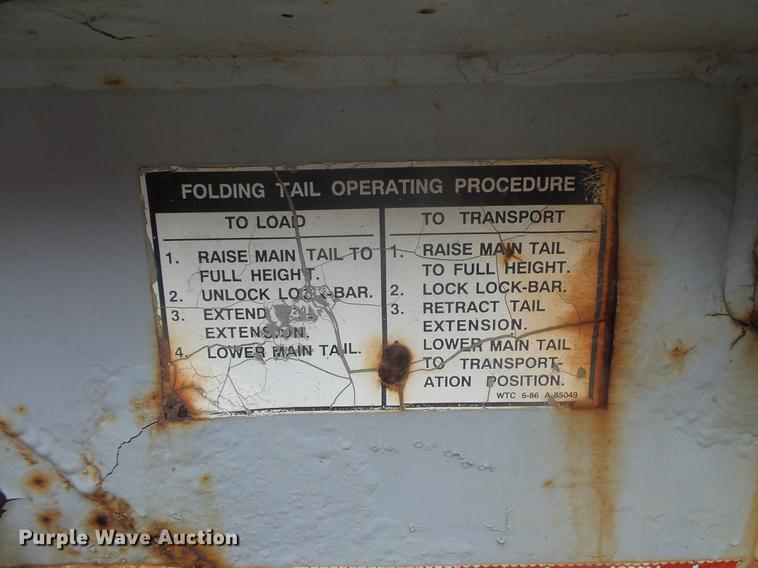 FOLDING TAIL OPERATING PROCEDURE
TO LOAD
1. RAISE MAIN TAIL TO
FULL HEIGHT.
2. UNLOCK LOCK-BAR.
3. EXTEND
EXTENSION.
4. LOWER MAIN TAIL.
TO TRANSPORT
1. RAISE MAIN TAIL
TO FULL HEIGHT.
2. LOCK LOCK-BAR.
3. RETRACT TAIL
EXTENSION.
LOWER MAIN TAIL
TO TRANSPORT-
ATION POSITION.
WTC 6-86 A-85049
Purple Wave Auction